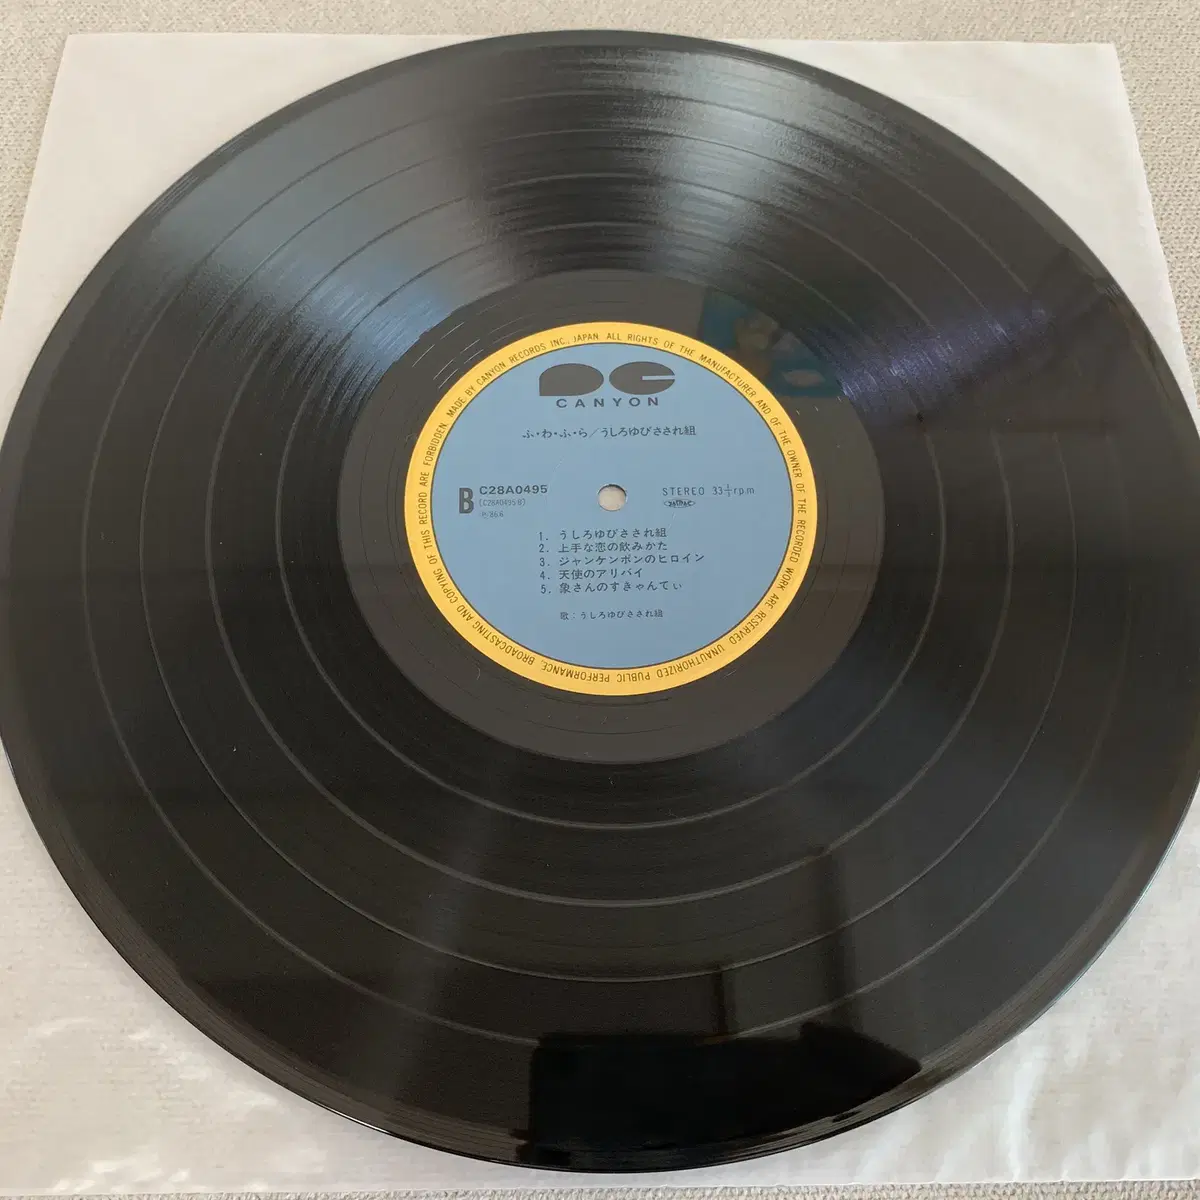 MADE BY CANYON RECORDS INC., JAPAN ALL RIGHTS OF THE MANUFACTURER AND OF THE OWNER OF THE RECORDED WORK ARE RESERVED UNAUTHORIZED PUBLIC PERFORMANCE, BROADCASTING AND COPYING OF THIS RECORD ARE FORBIDDEN.
CANYON
ふ・わ・ふ・ら/うしろゆびさされ組
B C28A0495 STEREO 33⅓rpm
(C28A0495B)
℗'86.6
1. うしろゆびさされ組
2. 上手な恋の飲みかた
3. ジャンケンポンのヒロイン
4. 天使のアリバイ
5. 象さんのすきゃんてぃ
歌:うしろゆびさされ組